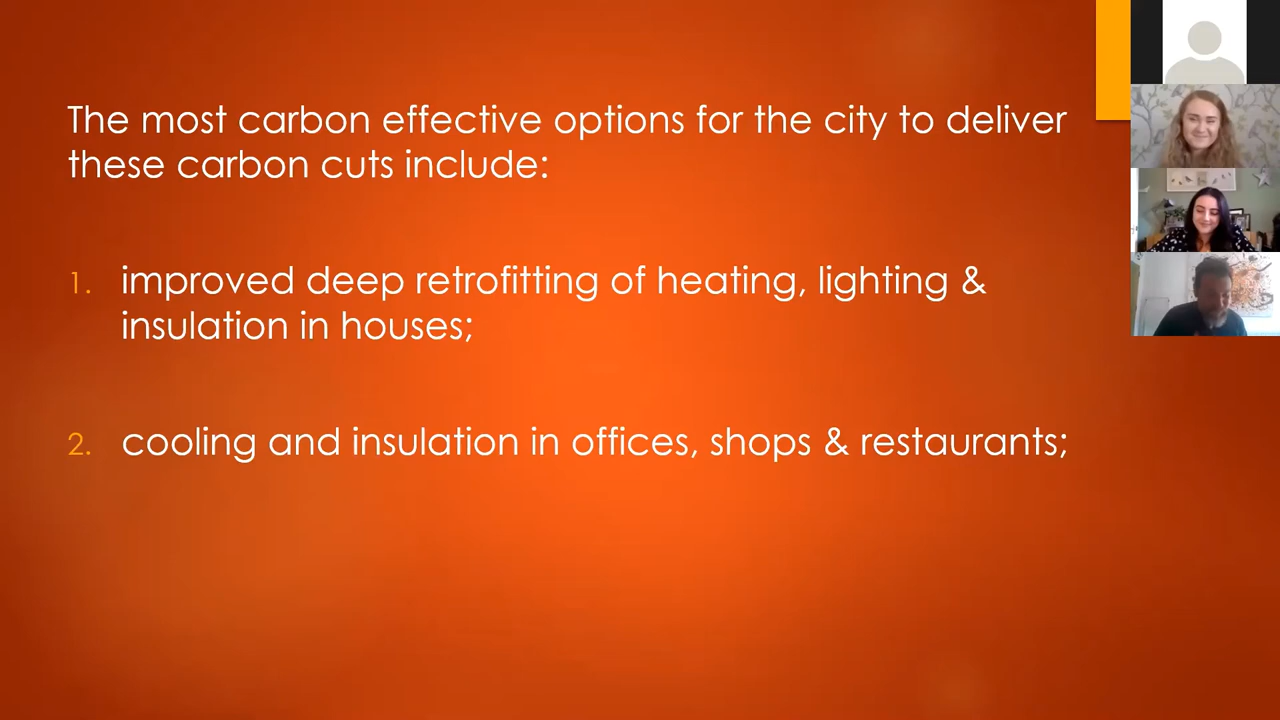 The most carbon effective options for the city to deliver
these carbon cuts include:
1. improved deep retrofitting of heating, lighting &
insulation in houses;
2. cooling and insulation in offices, shops & restaurants;